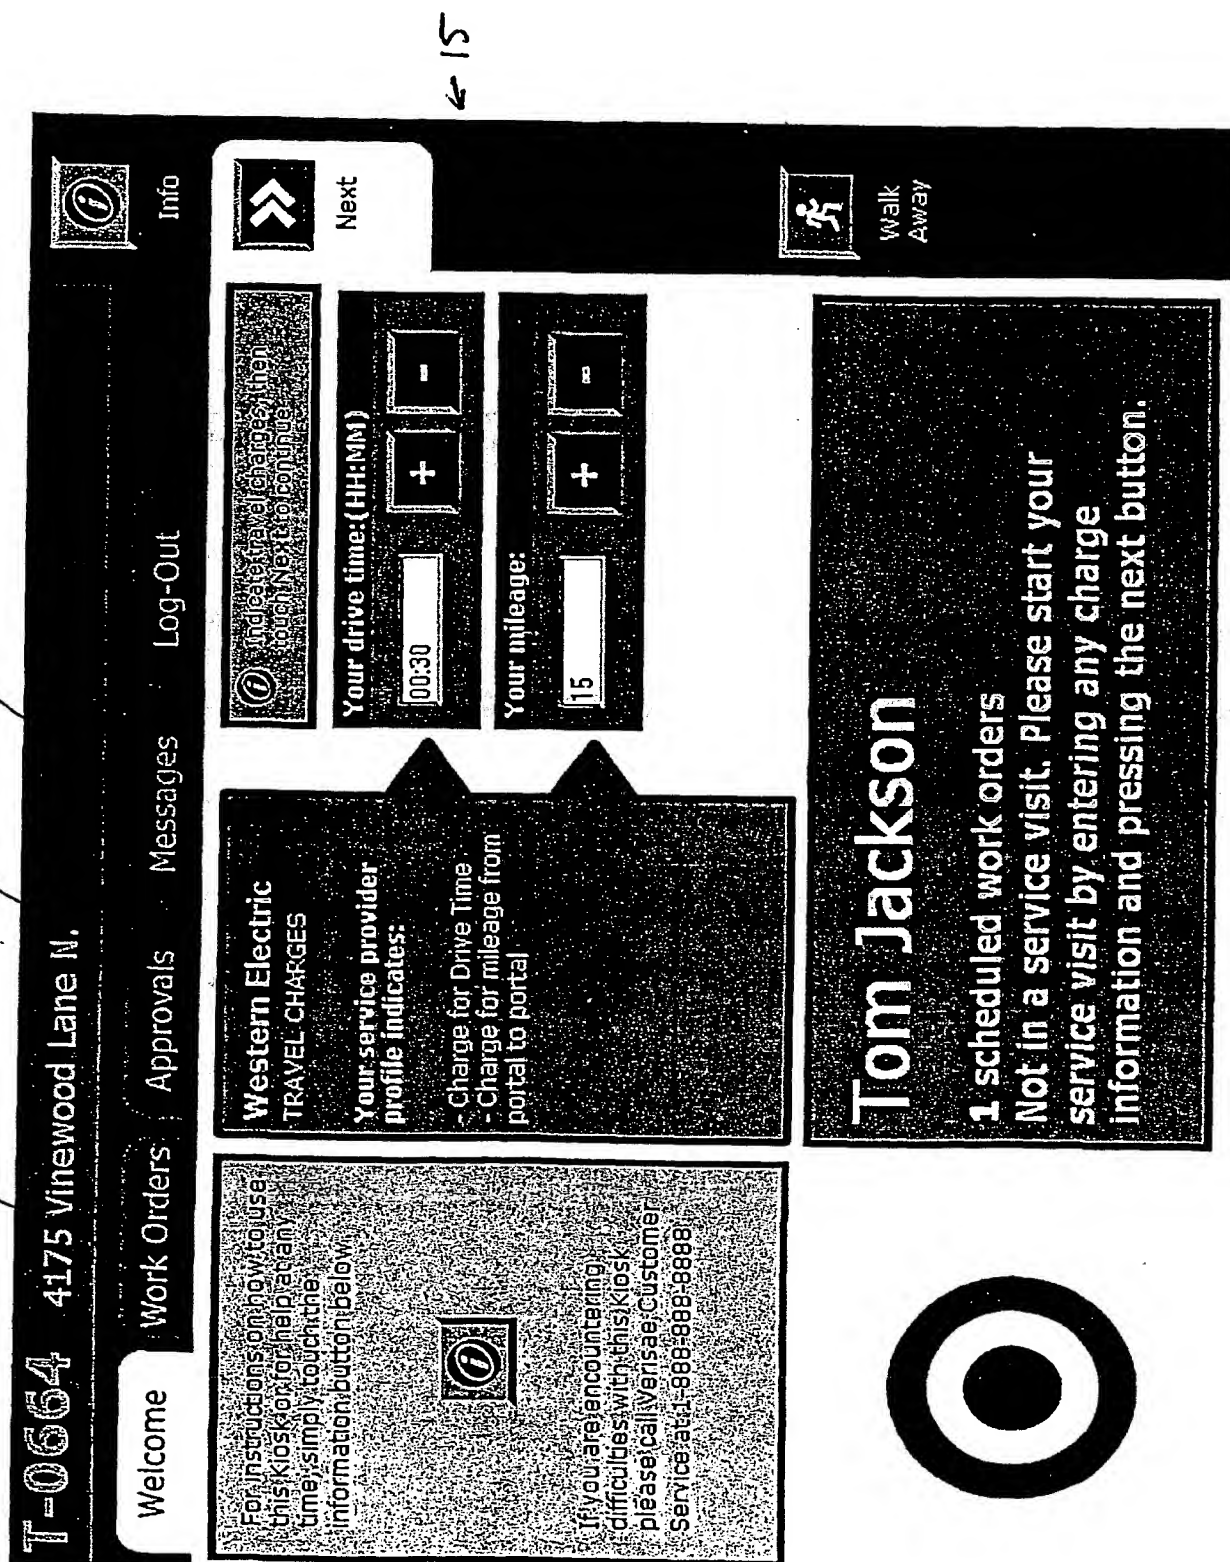 ← 15
T-0664 4175 Vinewood Lane N.
Info
Welcome
Work Orders
Approvals
Messages
Log-Out
For instructions on how to use
this kiosk or for help at any
time, simply touch the
information button below
i
If you are encountering
difficulties with this kiosk
please call Verisae Customer
Service at 1-888-888-8888
Western Electric
TRAVEL CHARGES
Your service provider
profile indicates:
- Charge for Drive Time
- Charge for mileage from
portal to portal
Indicate travel charges, then
touch Next to continue.
Your drive time:(HH:MM)
00:30 + -
Your mileage:
15 + -
Next
Walk
Away
Tom Jackson
1 scheduled work orders
Not in a service visit. Please start your
service visit by entering any charge
information and pressing the next button.